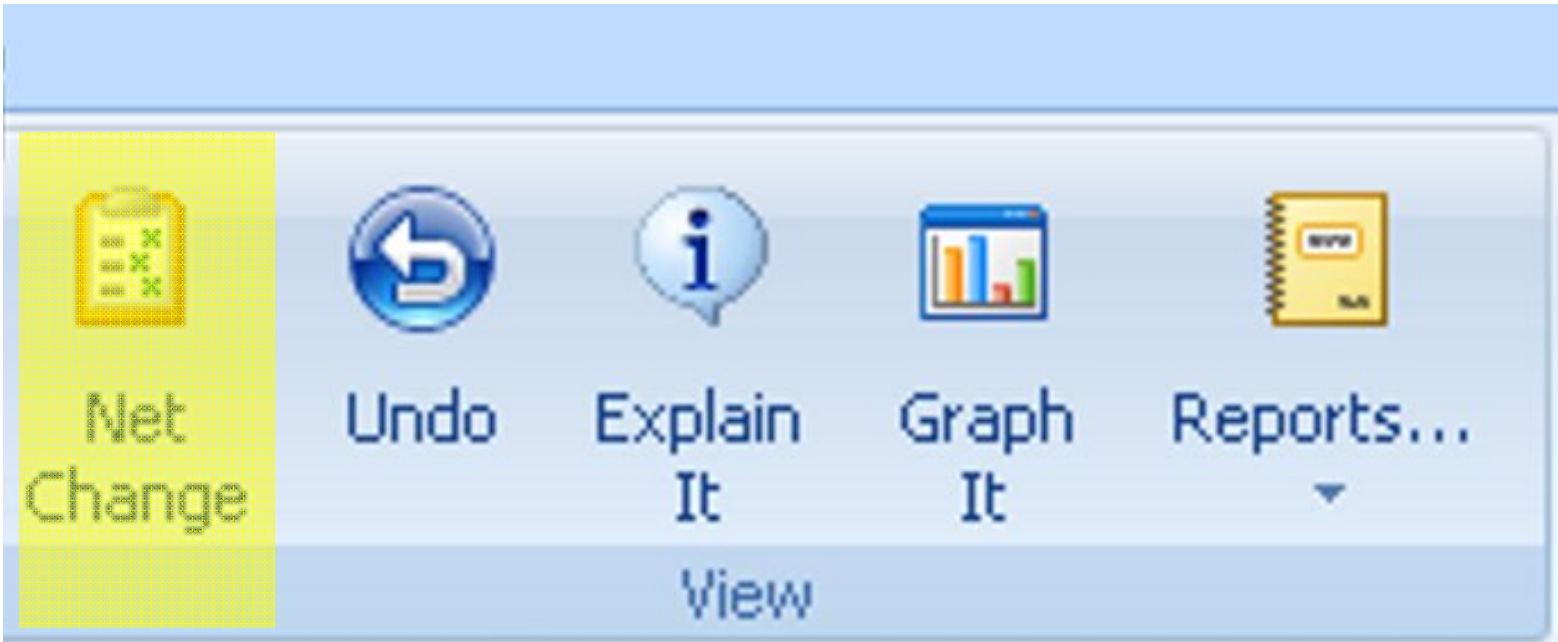 Net Change
Undo
Explain It
Graph It
Reports...
View